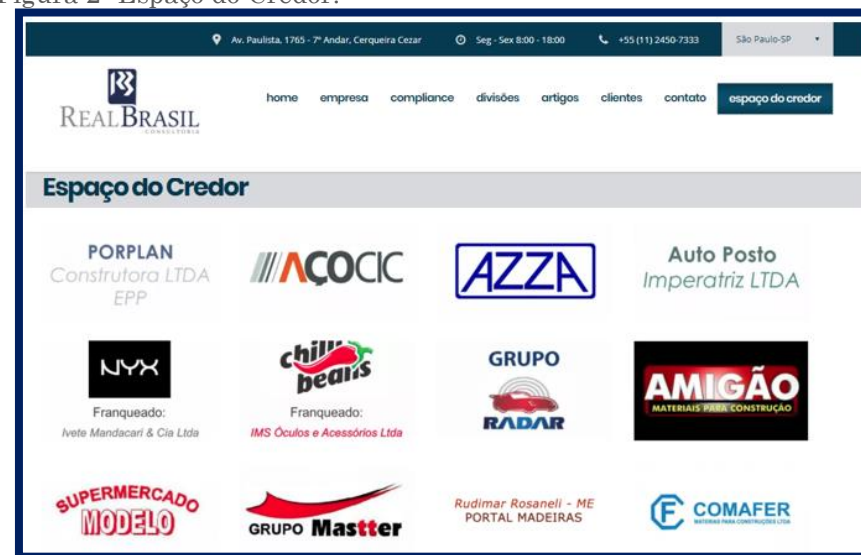 Figura 2- Espaço do Credor.
Av. Paulista, 1765 - 7º Andar, Cerqueira Cezar
Seg - Sex 8:00 - 18:00
+55 (11) 2450-7333
São Paulo-SP
REALBRASIL
CONSULTORIA
home empresa compliance divisões artigos clientes contato espaço do credor
Espaço do Credor
PORPLAN
Construtora LTDA
EPP
AÇOCIC
AZZA
Auto Posto
Imperatriz LTDA
NYX
Franqueado:
Ivete Mandacari & Cia Ltda
chilli
beans
Franqueado:
IMS Óculos e Acessórios Ltda
GRUPO
RADAR
AMIGÃO
MATERIAIS PARA CONSTRUÇÃO
SUPERMERCADO
MODELO
GRUPO Mastter
Rudimar Rosaneli - ME
PORTAL MADEIRAS
COMAFER
MATERIAIS PARA CONSTRUÇÕES LTDA